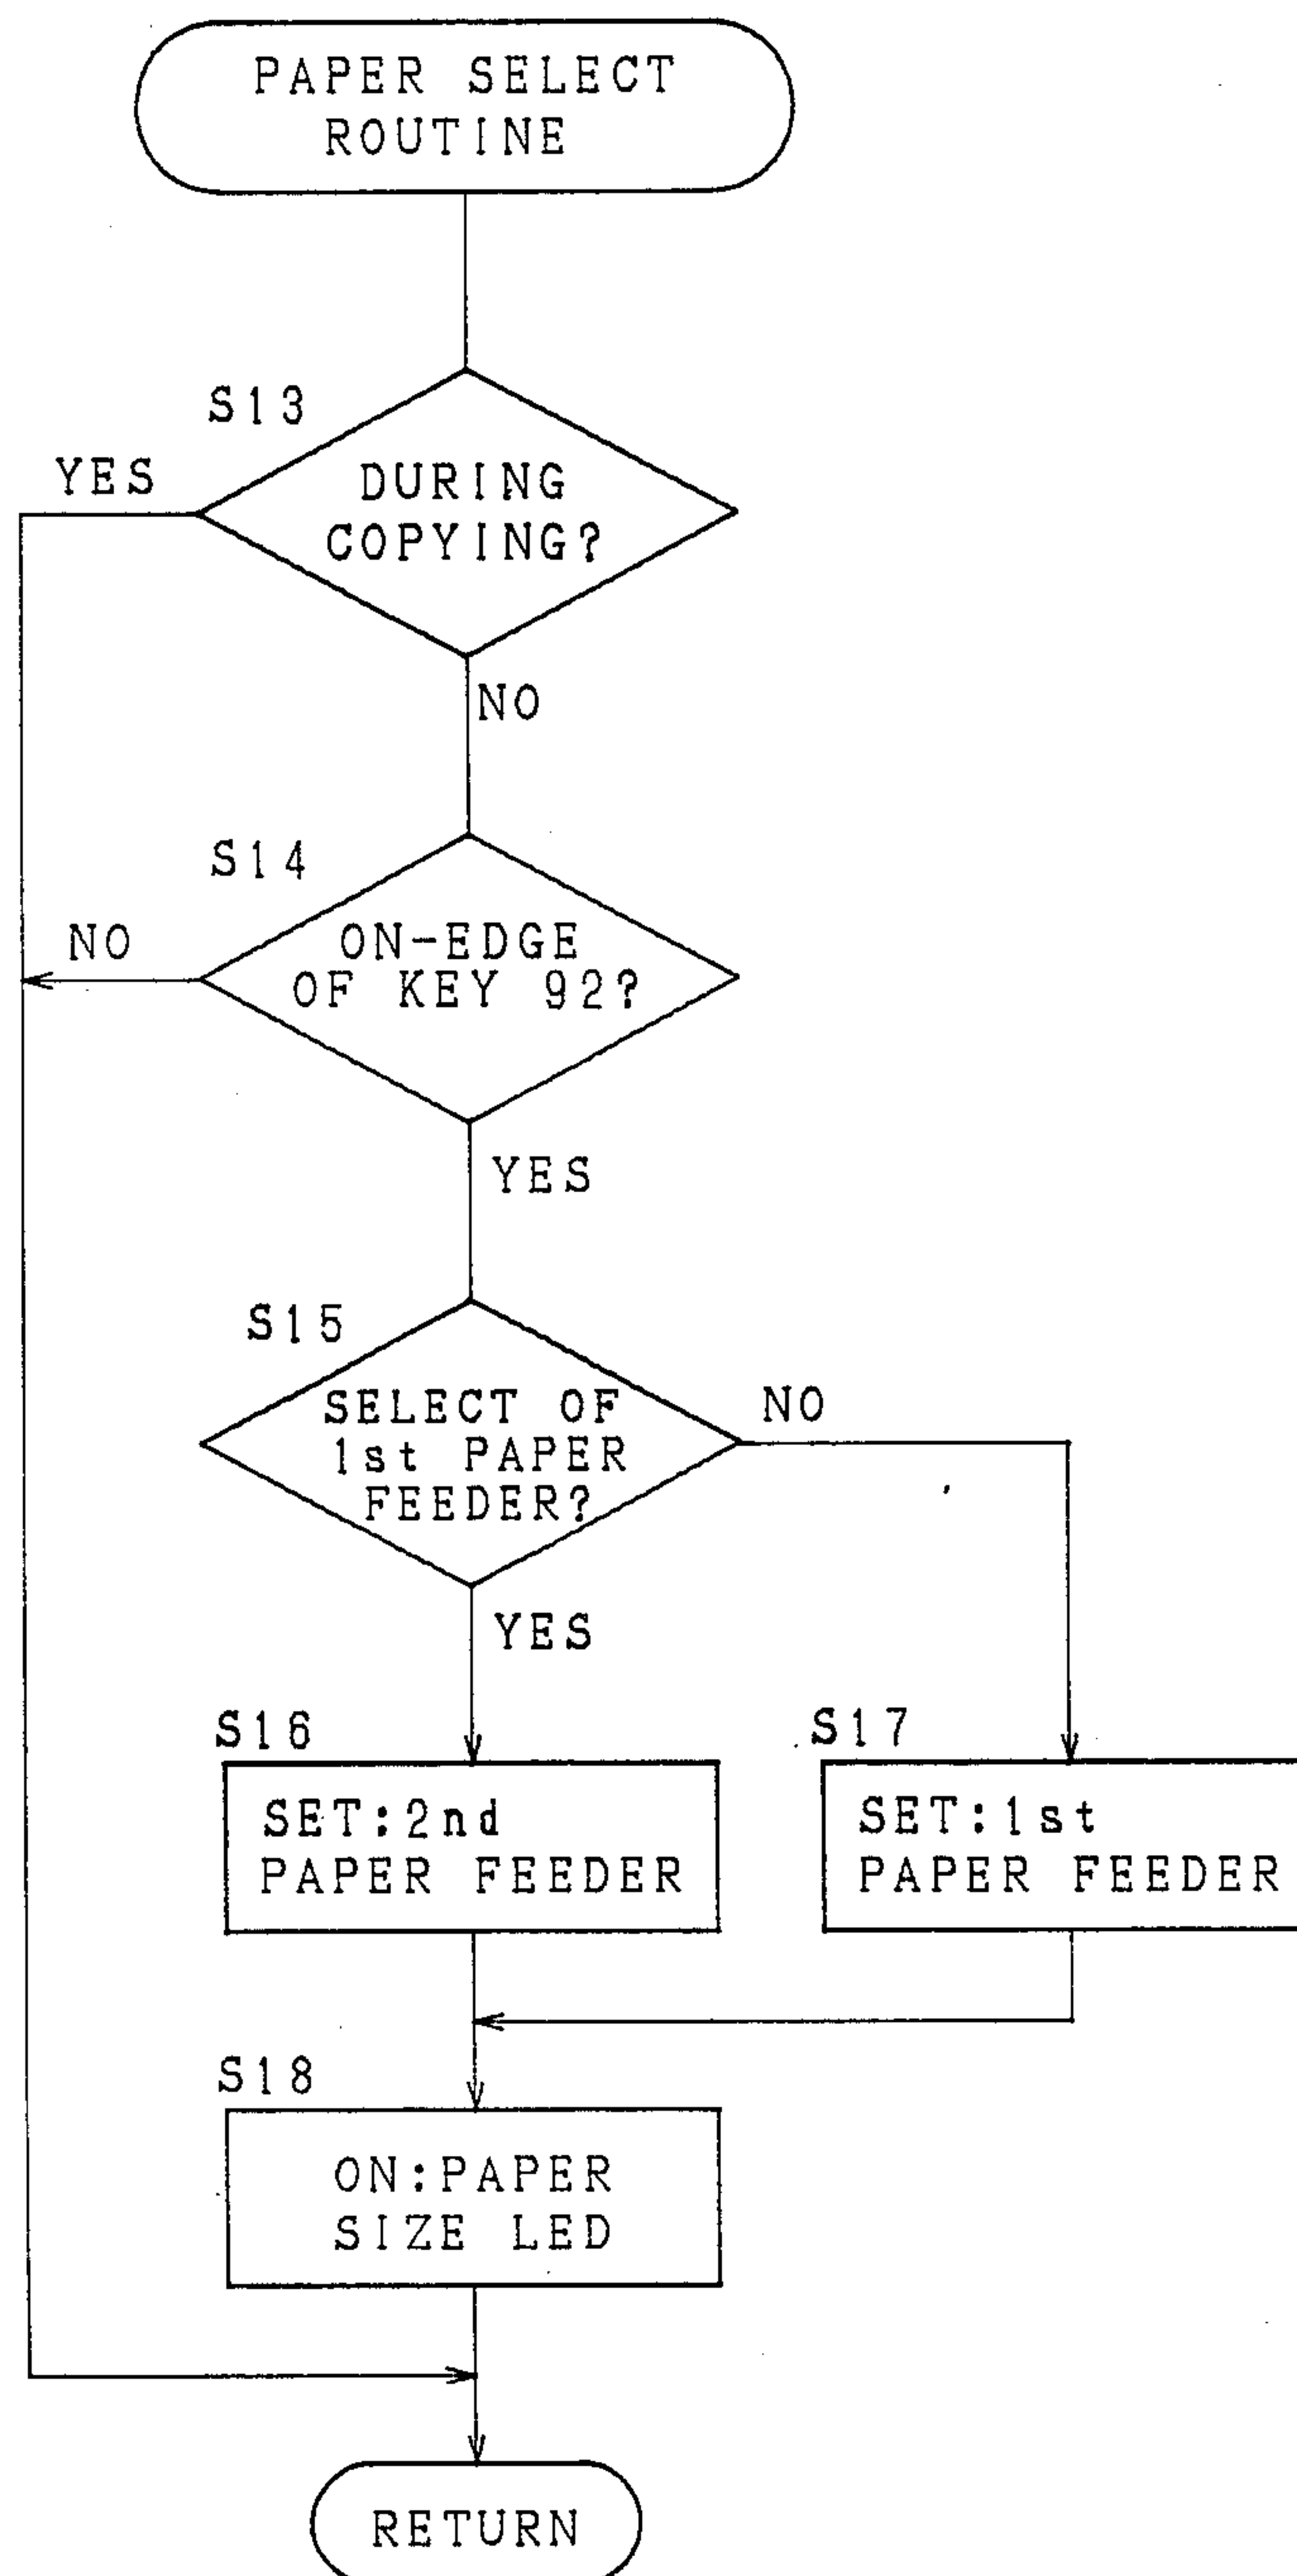 PAPER SELECT
ROUTINE
S13
YES
DURING
COPYING?
NO
S14
NO
ON-EDGE
OF KEY 92?
YES
S15
SELECT OF
1st PAPER
FEEDER?
NO
YES
S16
SET:2nd
PAPER FEEDER
S17
SET:1st
PAPER FEEDER
S18
ON:PAPER
SIZE LED
RETURN